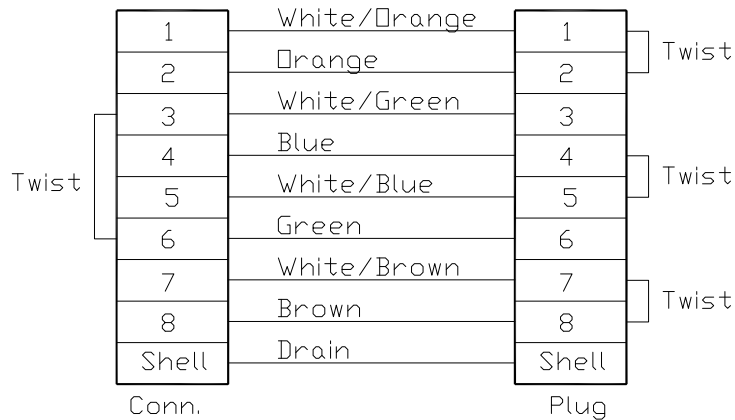 1 White/Orange 1
Twist
2 Orange 2
3 White/Green 3
4 Blue 4
Twist
Twist
5 White/Blue 5
6 Green 6
7 White/Brown 7
Twist
8 Brown 8
Shell Drain Shell
Conn. Plug